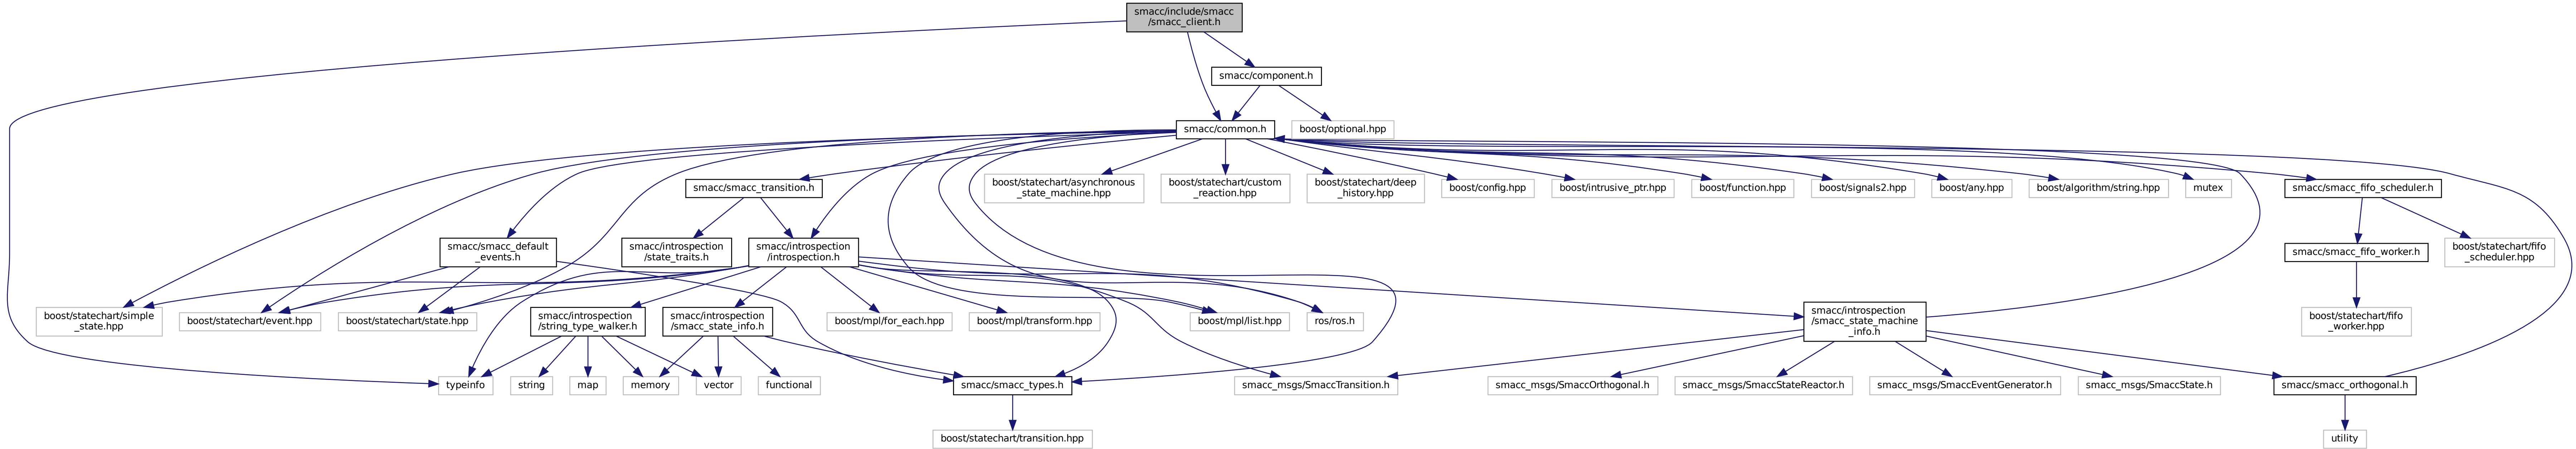 smacc/include/smacc
/smacc_client.h
smacc/component.h
smacc/common.h
boost/optional.hpp
smacc/smacc_transition.h
boost/statechart/asynchronous
_state_machine.hpp
boost/statechart/custom
_reaction.hpp
boost/statechart/deep
_history.hpp
boost/config.hpp
boost/intrusive_ptr.hpp
boost/function.hpp
boost/signals2.hpp
boost/any.hpp
boost/algorithm/string.hpp
mutex
smacc/smacc_fifo_scheduler.h
smacc/smacc_default
_events.h
smacc/introspection
/state_traits.h
smacc/introspection
/introspection.h
smacc/smacc_fifo_worker.h
boost/statechart/fifo
_scheduler.hpp
boost/statechart/simple
_state.hpp
boost/statechart/event.hpp
boost/statechart/state.hpp
smacc/introspection
/string_type_walker.h
smacc/introspection
/smacc_state_info.h
boost/mpl/for_each.hpp
boost/mpl/transform.hpp
boost/mpl/list.hpp
ros/ros.h
smacc/introspection
/smacc_state_machine
_info.h
boost/statechart/fifo
_worker.hpp
typeinfo
string
map
memory
vector
functional
smacc/smacc_types.h
smacc_msgs/SmaccTransition.h
smacc_msgs/SmaccOrthogonal.h
smacc_msgs/SmaccStateReactor.h
smacc_msgs/SmaccEventGenerator.h
smacc_msgs/SmaccState.h
smacc/smacc_orthogonal.h
boost/statechart/transition.hpp
utility